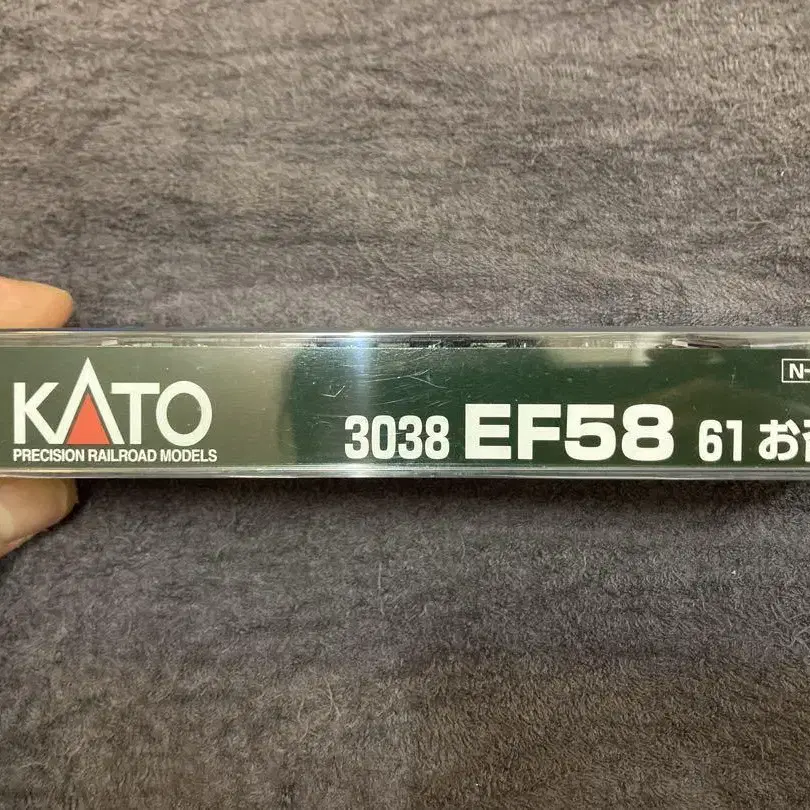 KATO
PRECISION RAILROAD MODELS
3038 EF58 61 お
N-